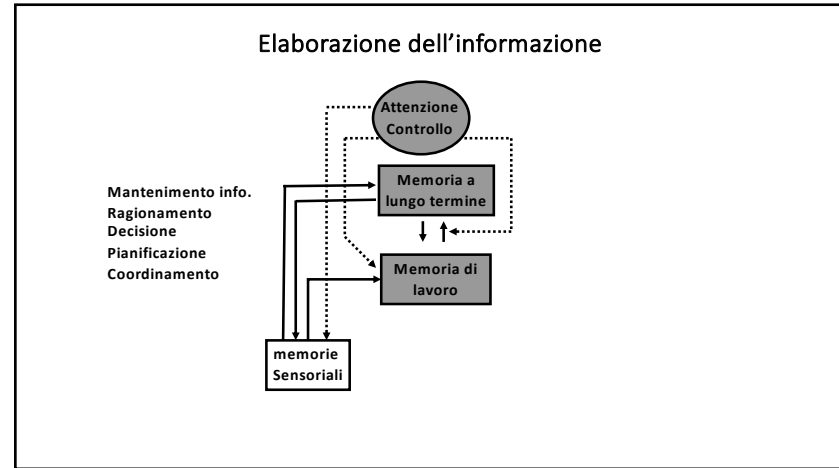 Elaborazione dell’informazione
Attenzione
Controllo
Memoria a
lungo termine
Mantenimento info.
Ragionamento
Decisione
Pianificazione
Coordinamento
Memoria di
lavoro
memorie
Sensoriali